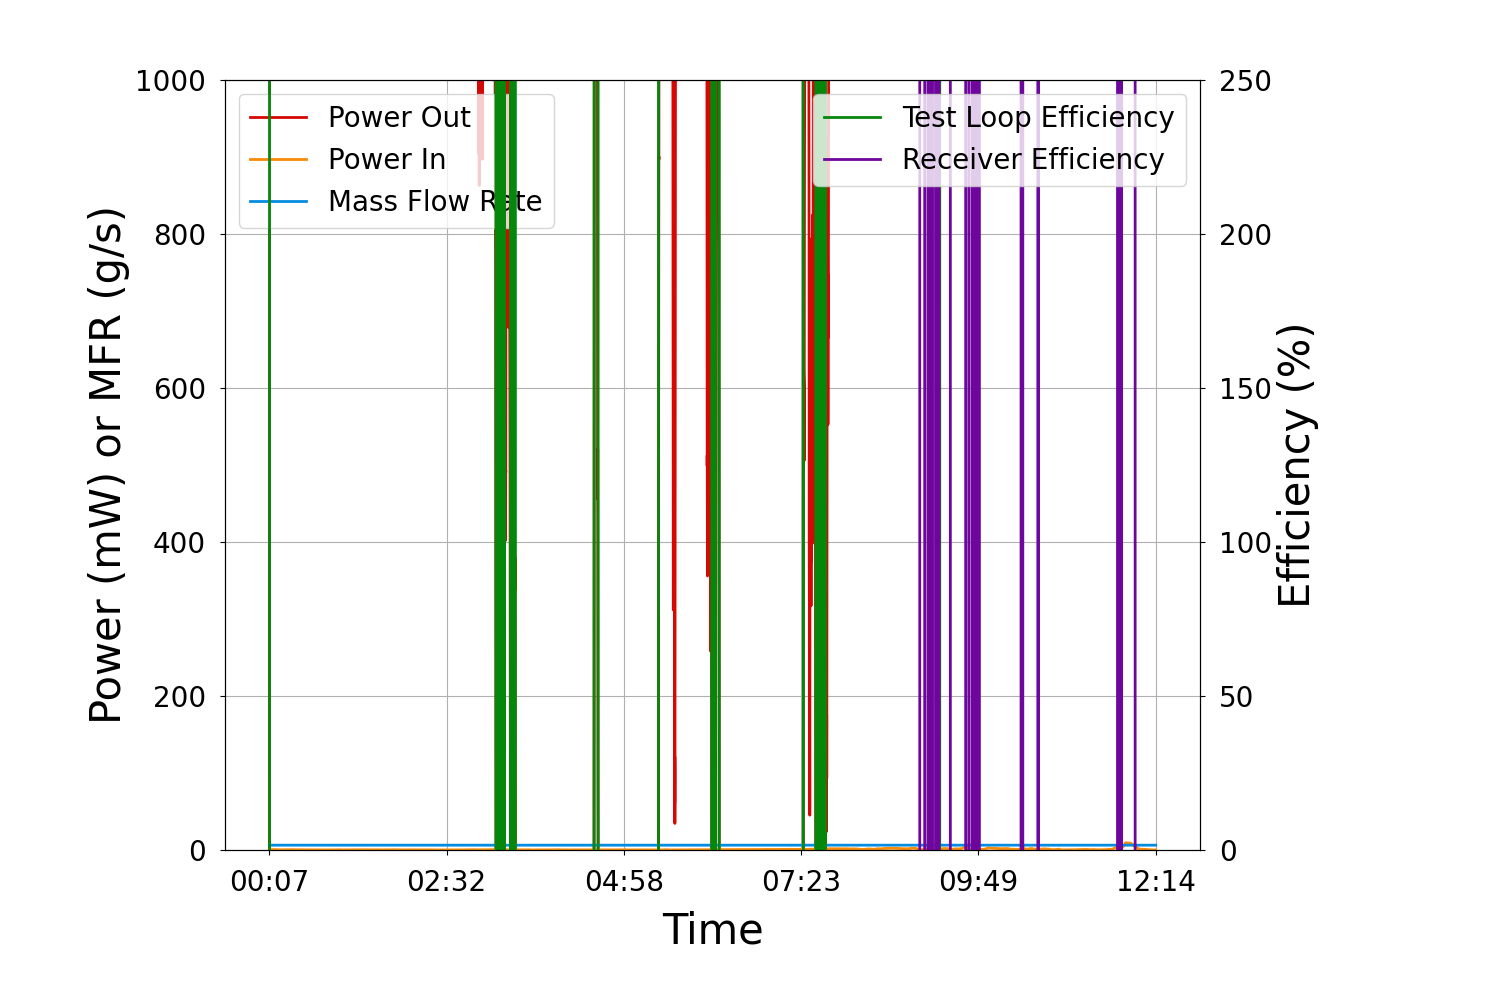 1000
800
600
400
200
0
Power (mW) or MFR (g/s)
Power Out
Power In
Mass Flow Rate
Test Loop Efficiency
Receiver Efficiency
250
200
150
100
50
0
Efficiency (%)
00:07 02:32 04:58 07:23 09:49 12:14
Time